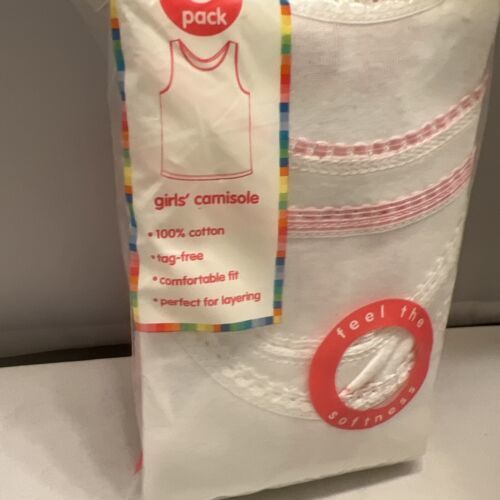 pack
girls' camisole
• 100% cotton
• tag-free
• comfortable fit
• perfect for layering
feel the
softness